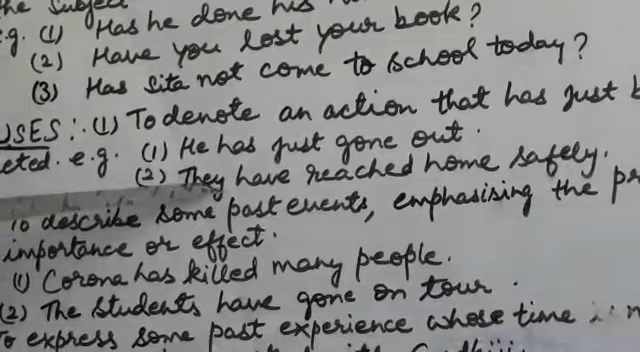 the subject
e.g. (1) Has he done his
(2) Have you lost your book?
(3) Has Sita not come to school today?
USES:. (1) To denote an action that has just
eted. e.g. (1) He has just gone out.
(2) They have reached home safely.
To describe some past events, emphasising the
importance or effect.
(1) Corona has killed many people.
(2) The students have gone on tour.
To express some past experience whose time is